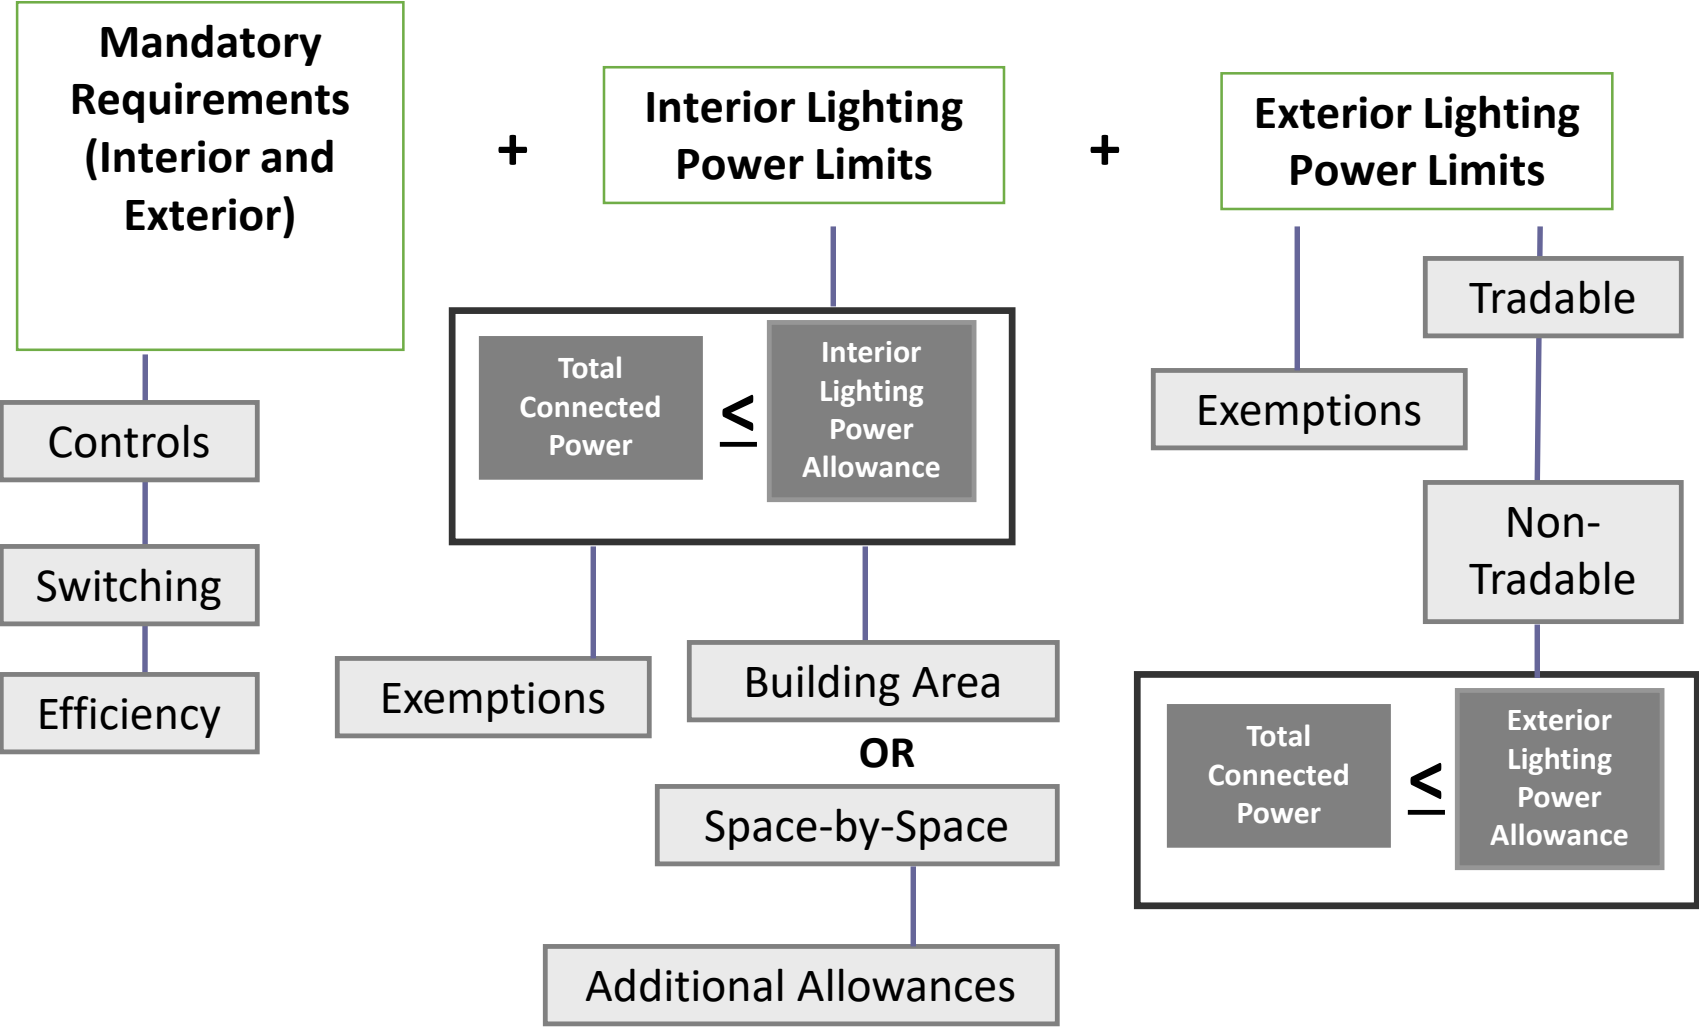 Mandatory
Requirements
(Interior and
Exterior)
+
Interior Lighting
Power Limits
+
Exterior Lighting
Power Limits
Controls
Switching
Efficiency
Total
Connected
Power
≤
Interior
Lighting
Power
Allowance
Exemptions
Building Area
OR
Space-by-Space
Additional Allowances
Exemptions
Tradable
Non-
Tradable
Total
Connected
Power
≤
Exterior
Lighting
Power
Allowance